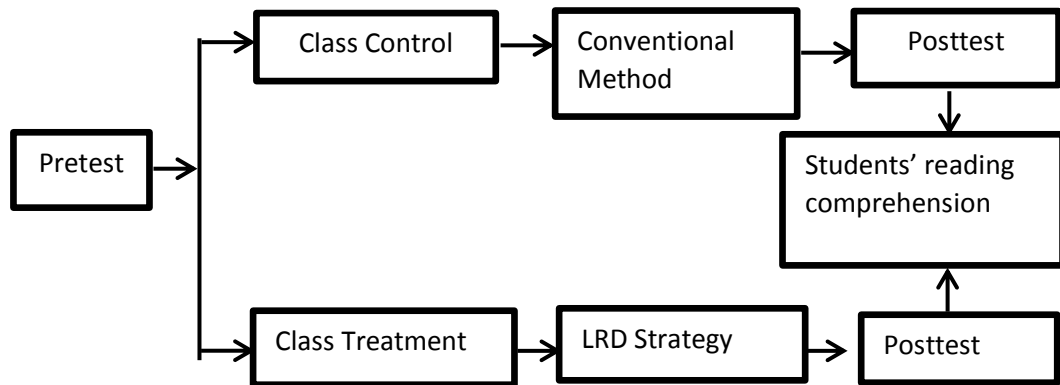 Class Control
Conventional
Method
Posttest
Pretest
Students’ reading
comprehension
Class Treatment
LRD Strategy
Posttest